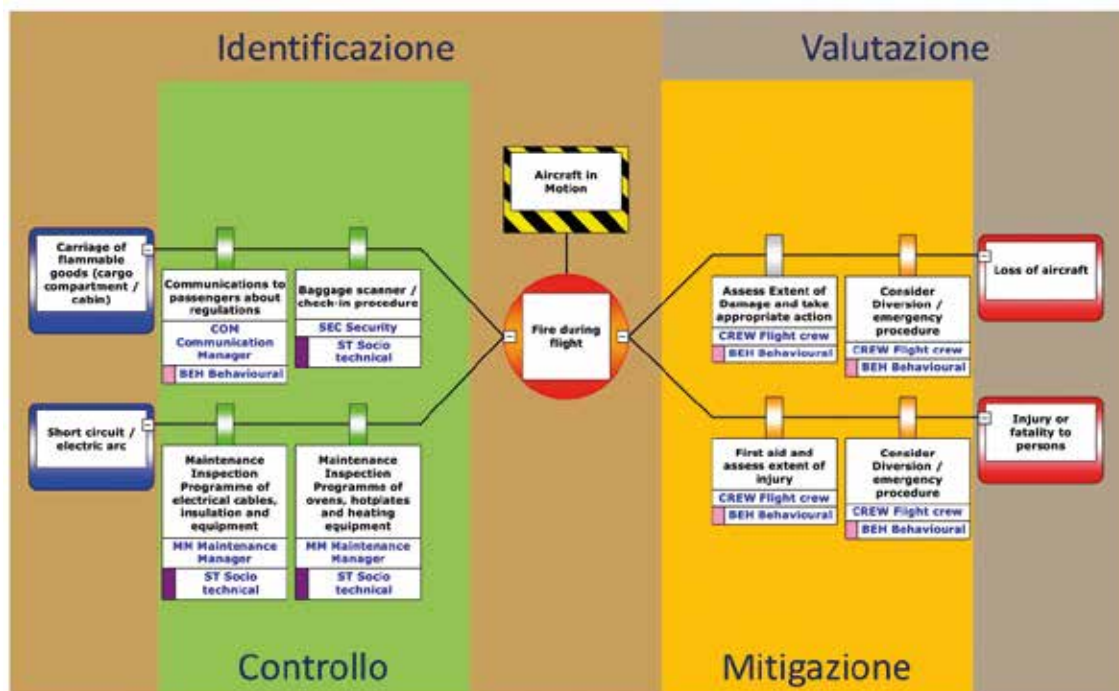 Identificazione
Valutazione
Aircraft in
Motion
Carriage of
flammable
goods (cargo
compartment /
cabin)
Communications to
passengers about
regulations
COM
Communication
Manager
BEH Behavioural
Baggage scanner /
check-in procedure
SEC Security
ST Socio
technical
Fire during
flight
Assess Extent of
Damage and take
appropriate action
CREW Flight crew
BEH Behavioural
Consider
Diversion /
emergency
procedure
CREW Flight crew
BEH Behavioural
Loss of aircraft
Short circuit /
electric arc
Maintenance
Inspection
Programme of
electrical cables,
insulation and
equipment
MM Maintenance
Manager
ST Socio
technical
Maintenance
Inspection
Programme of
ovens, hotplates
and heating
equipment
MM Maintenance
Manager
ST Socio
technical
First aid and
assess extent of
injury
CREW Flight crew
BEH Behavioural
Consider
Diversion /
emergency
procedure
CREW Flight crew
BEH Behavioural
Injury or
fatality to
persons
Controllo
Mitigazione